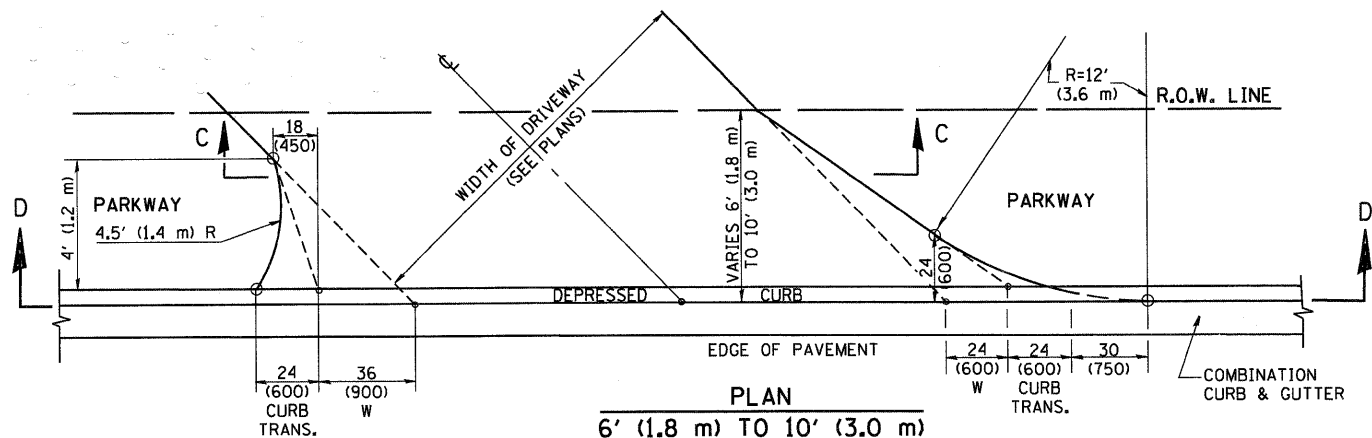 ℄
R=12'
(3.6 m)
R.O.W. LINE
C
18
(450)
WIDTH OF DRIVEWAY
(SEE PLANS)
C
D
4' (1.2 m)
PARKWAY
4.5' (1.4 m) R
VARIES 6' (1.8 m)
TO 10' (3.0 m)
PARKWAY
24
(600)
D
DEPRESSED CURB
EDGE OF PAVEMENT
24
(600)
CURB
TRANS.
36
(900)
W
24
(600)
W
24
(600)
CURB
TRANS.
30
(750)
COMBINATION
CURB & GUTTER
PLAN
6' (1.8 m) TO 10' (3.0 m)